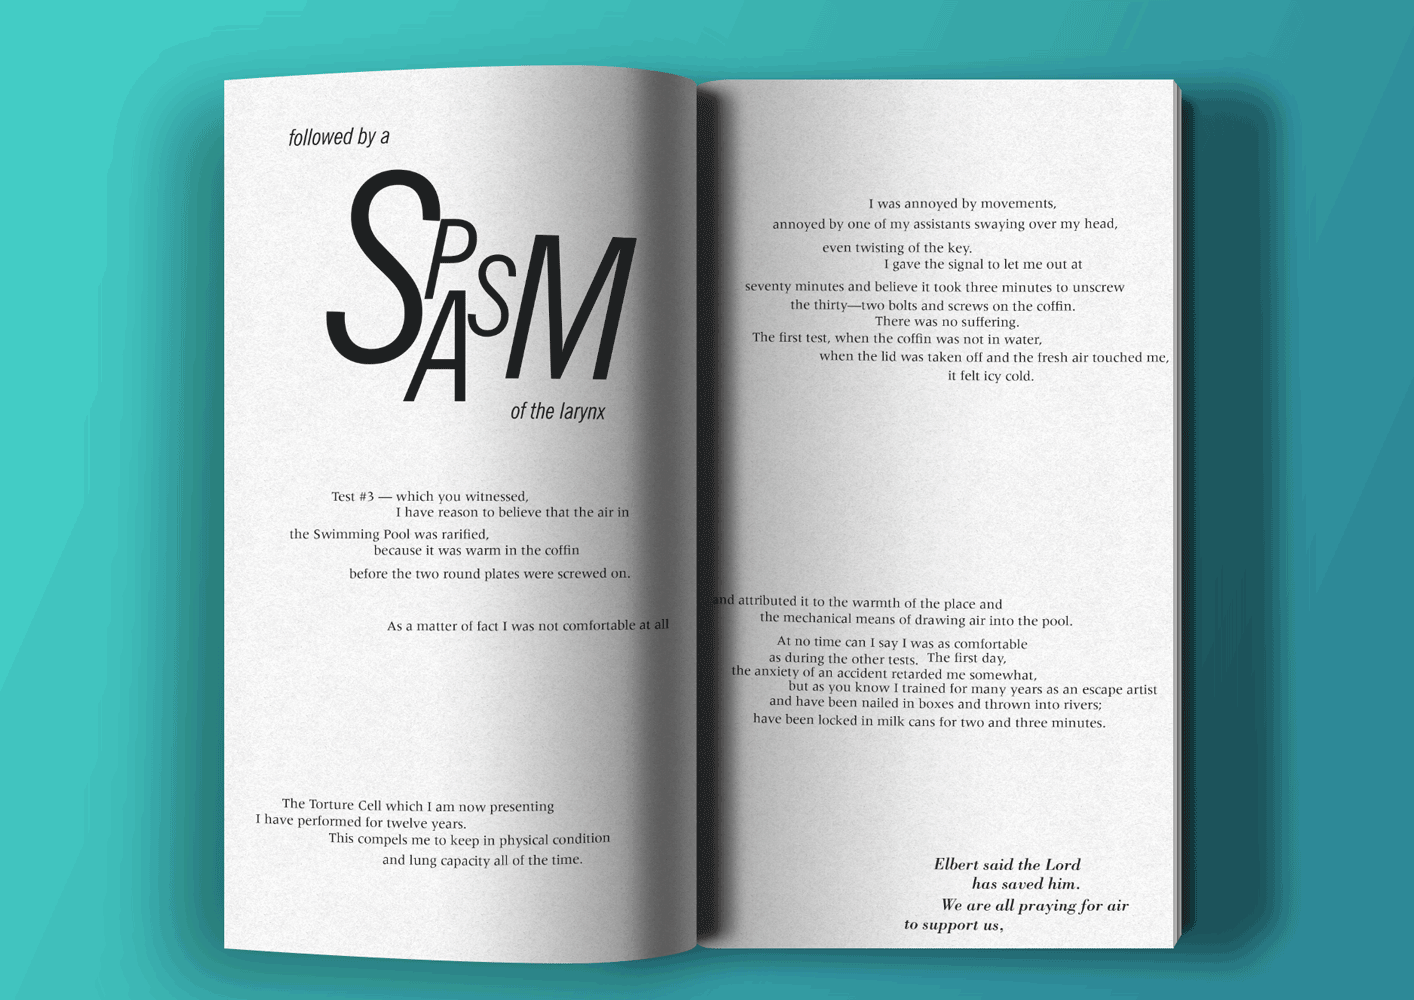 followed by a
SPASM
of the larynx
Test #3 — which you witnessed,
I have reason to believe that the air in
the Swimming Pool was rarified,
because it was warm in the coffin
before the two round plates were screwed on.
As a matter of fact I was not comfortable at all
The Torture Cell which I am now presenting
I have performed for twelve years.
This compels me to keep in physical condition
and lung capacity all of the time.
I was annoyed by movements,
annoyed by one of my assistants swaying over my head,
even twisting of the key.
I gave the signal to let me out at
seventy minutes and believe it took three minutes to unscrew
the thirty—two bolts and screws on the coffin.
There was no suffering.
The first test, when the coffin was not in water,
when the lid was taken off and the fresh air touched me,
it felt icy cold.
and attributed it to the warmth of the place and
the mechanical means of drawing air into the pool.
At no time can I say I was as comfortable
as during the other tests. The first day,
the anxiety of an accident retarded me somewhat,
but as you know I trained for many years as an escape artist
and have been nailed in boxes and thrown into rivers;
have been locked in milk cans for two and three minutes.
Elbert said the Lord
has saved him.
We are all praying for air
to support us,